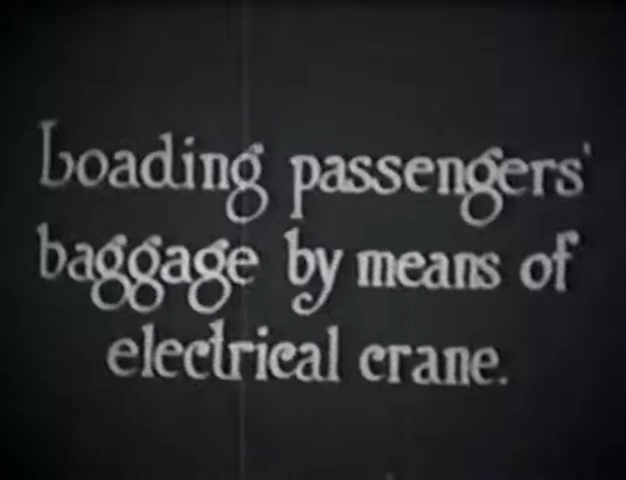 Loading passengers'
baggage by means of
electrical crane.